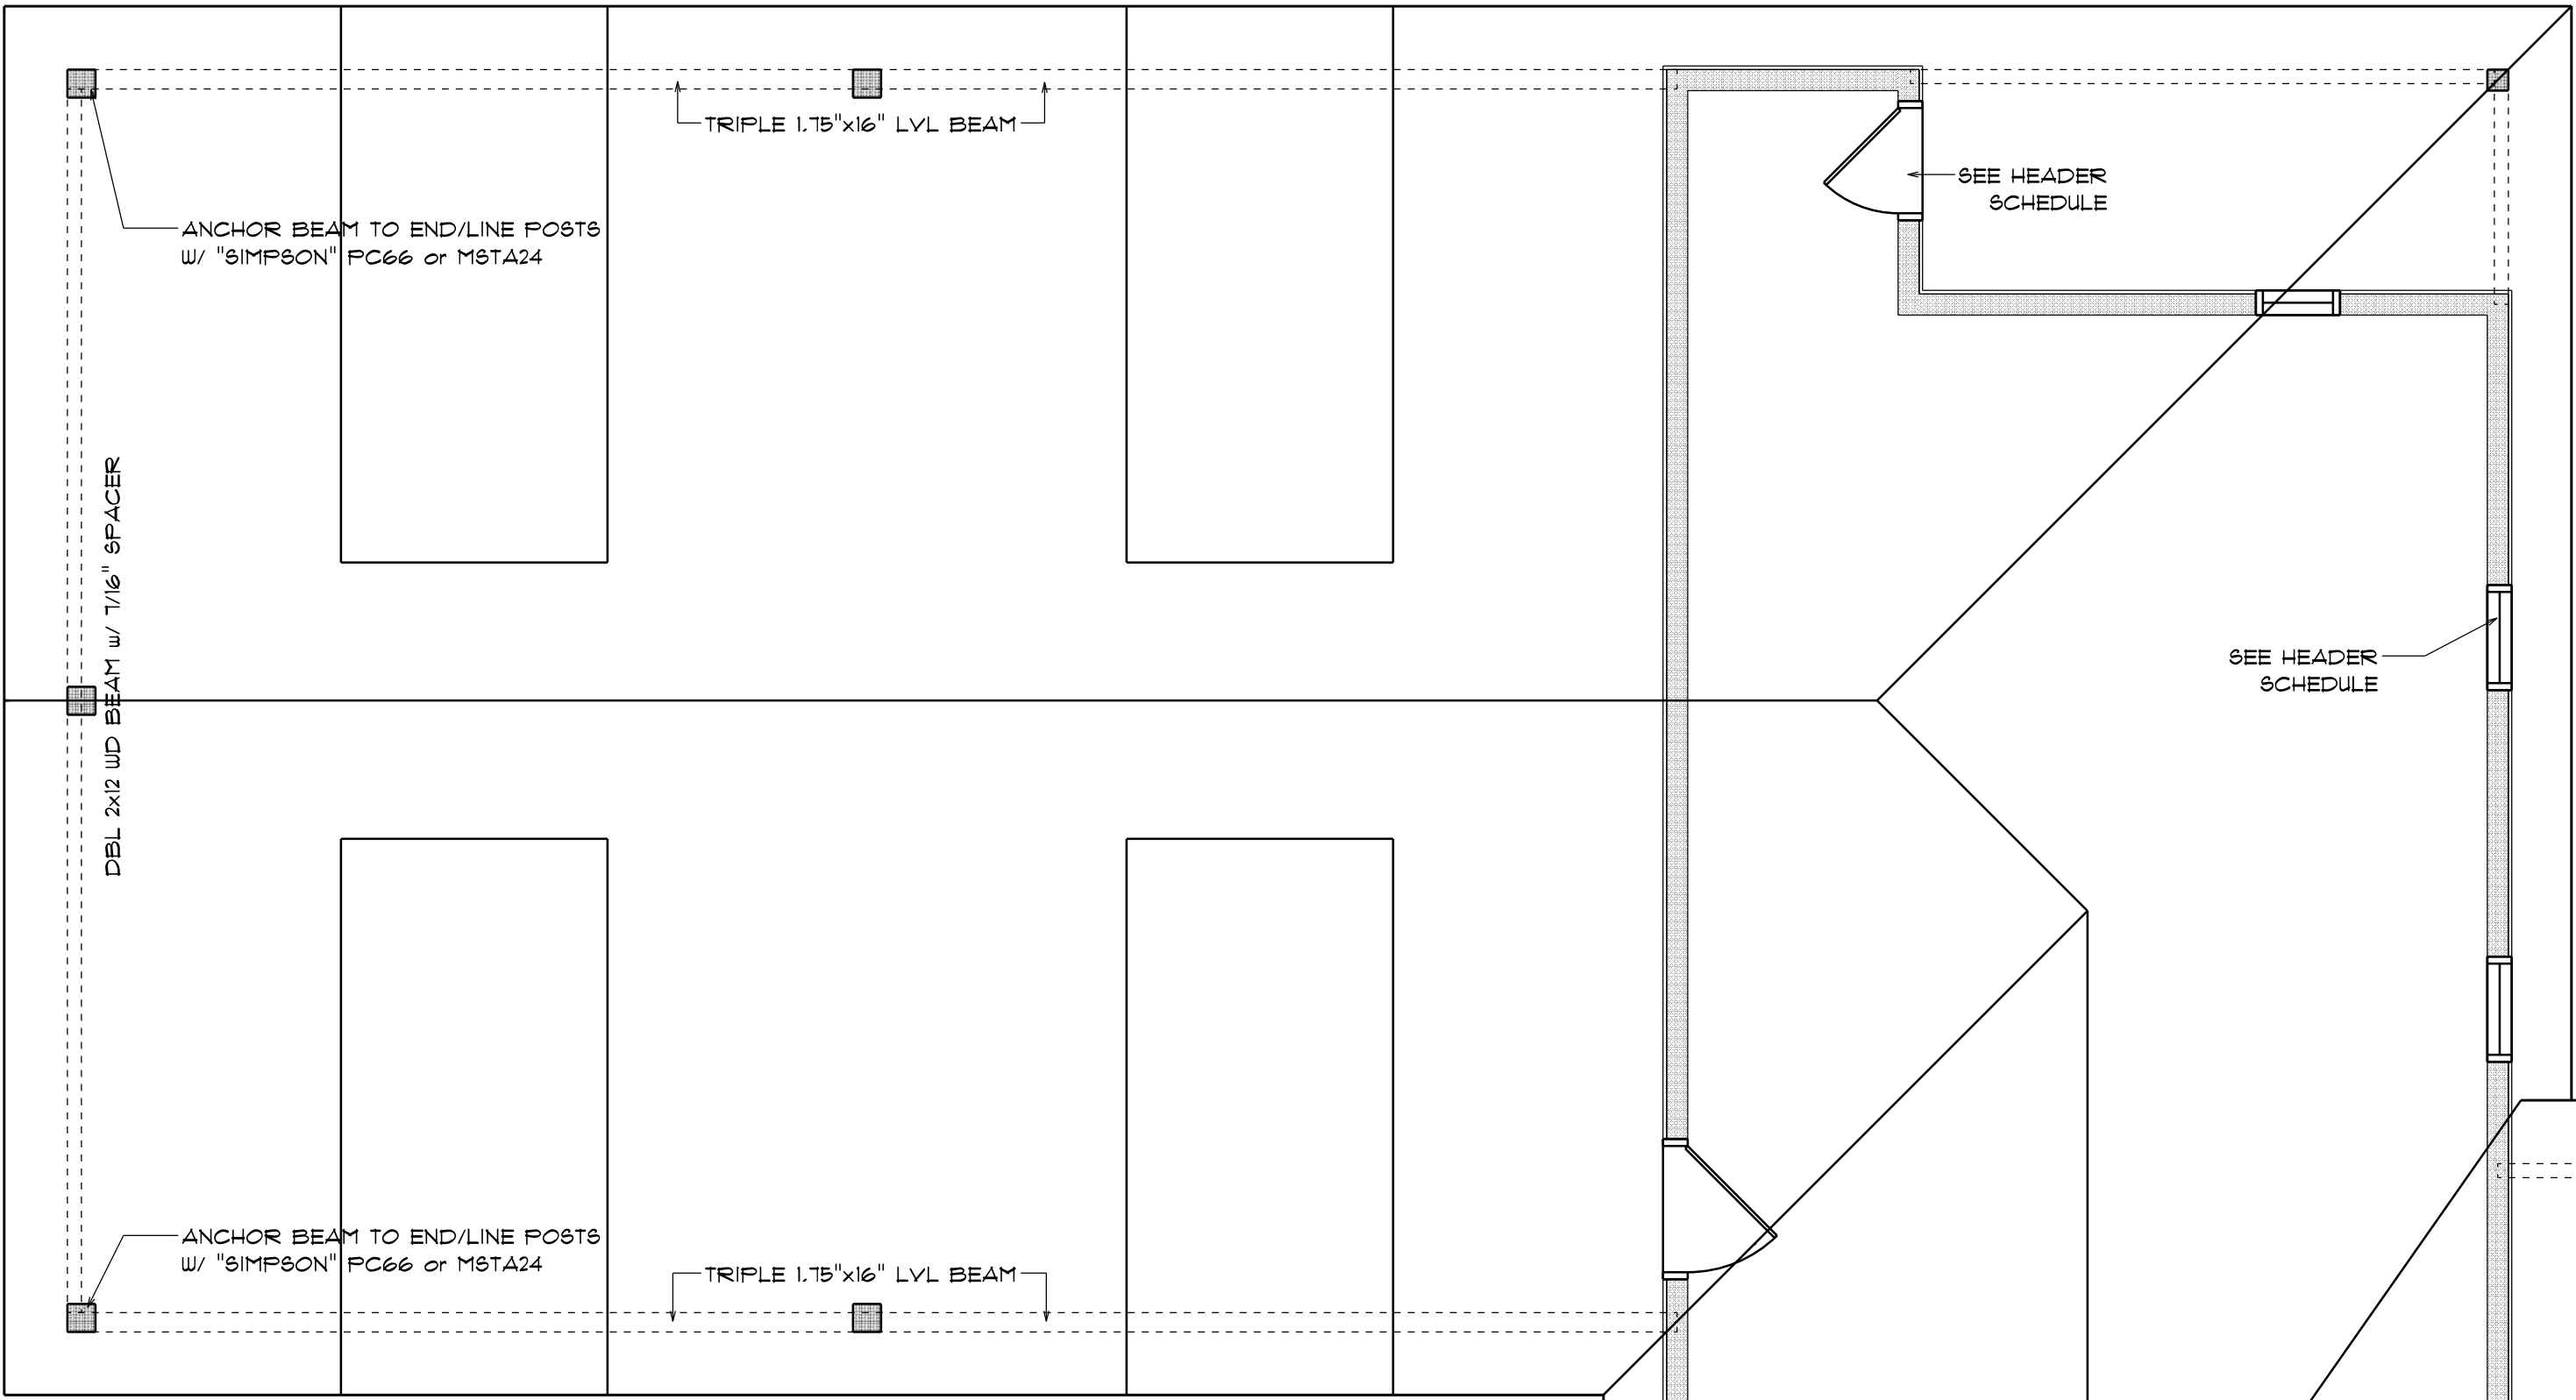 TRIPLE 1.75"x16" LVL BEAM
SEE HEADER
SCHEDULE
ANCHOR BEAM TO END/LINE POSTS
W/ "SIMPSON" PC66 or MSTA24
DBL 2x12 WD BEAM w/ 7/16" SPACER
SEE HEADER
SCHEDULE
ANCHOR BEAM TO END/LINE POSTS
W/ "SIMPSON" PC66 or MSTA24
TRIPLE 1.75"x16" LVL BEAM